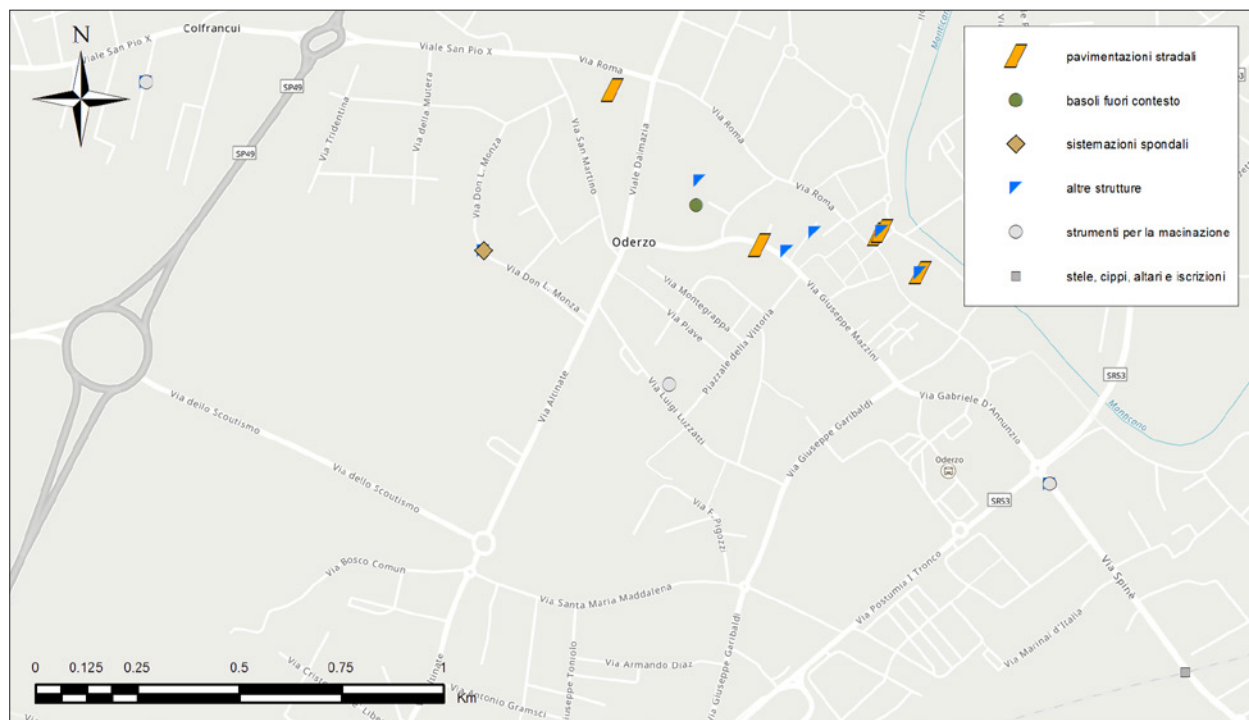 N
Colfrancui
Viale San Pio X
Viale San Pio X
SP49
SP49
Via Roma
Via Roma
Via Roma
Via Tridentina
Via della Mutera
Via Don L. Monza
Via San Martino
Viale Dalmazia
Oderzo
Via Don L. Monza
Via Montegrappa
Via Piave
Piazzale della Vittoria
Via Giuseppe Mazzini
Via Luigi Luzzatti
Via Altinate
Via Giuseppe Garibaldi
Via Gabriele D'Annunzio
SR53
Monticano
Oderzo
SR53
Via dello Scoutismo
Via dello Scoutismo
Via F. Pigozzi
Via Bosco Comun
Via Santa Maria Maddalena
Via Postumia I Tronco
Via Spinè
Via Marinai d'Italia
Via Armando Diaz
Via Giuseppe Garibaldi
Via Antonio Gramsci
pavimentazioni stradali
basoli fuori contesto
sistemazioni spondali
altre strutture
strumenti per la macinazione
stele, cippi, altari e iscrizioni
0 0.125 0.25 0.5 0.75 1
Km